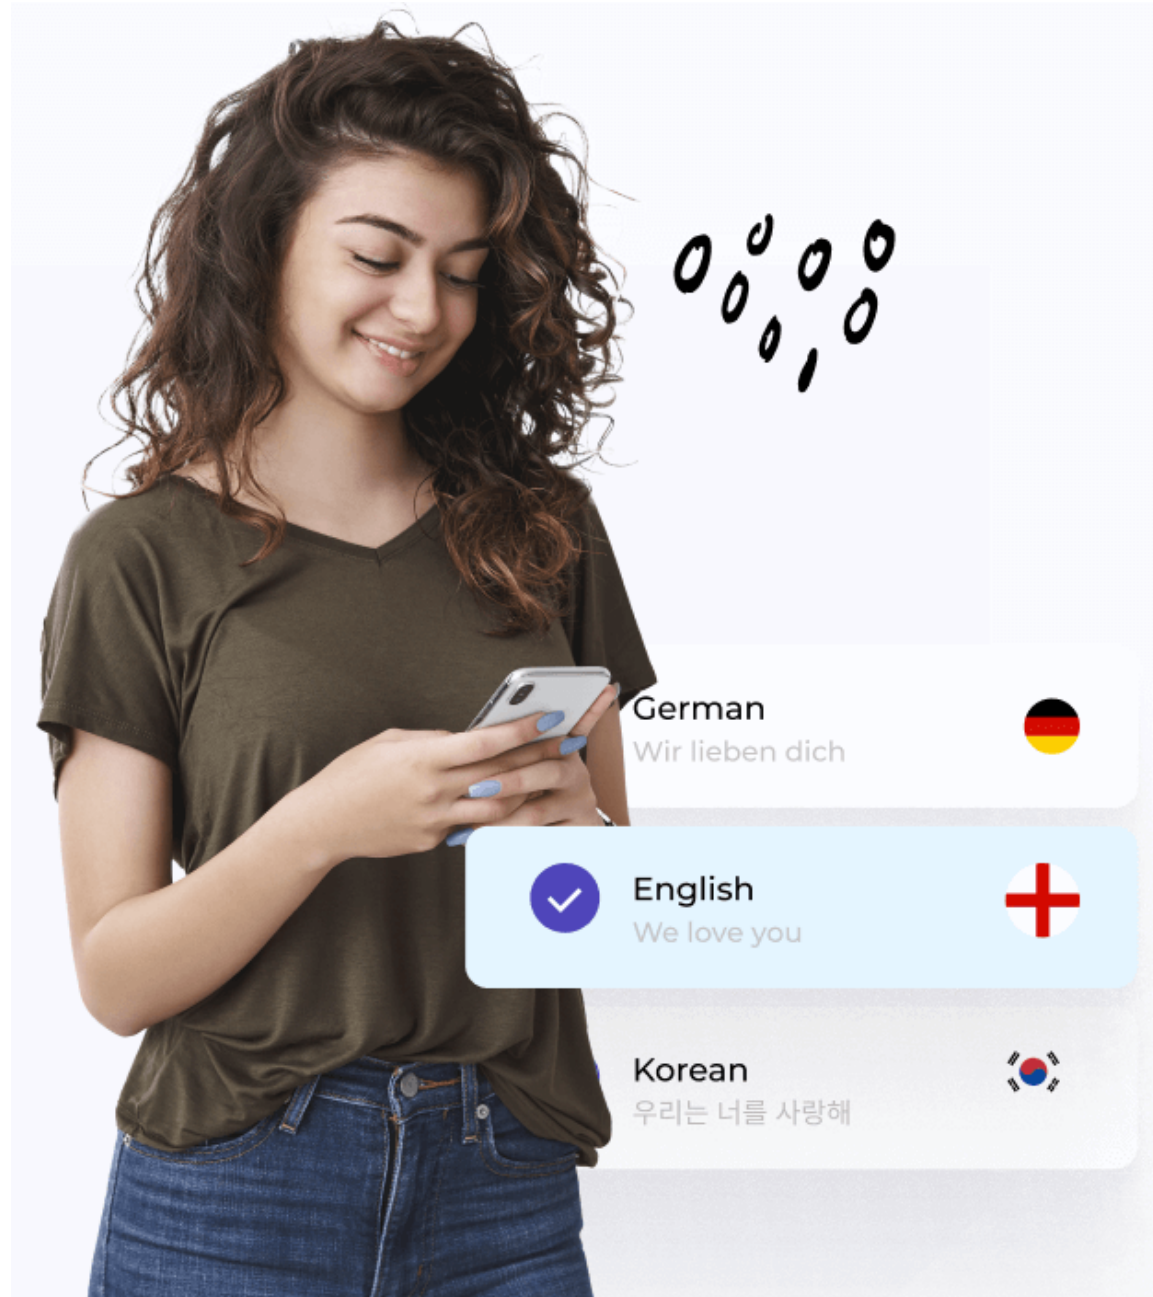 German
Wir lieben dich
English
We love you
Korean
우리는 너를 사랑해